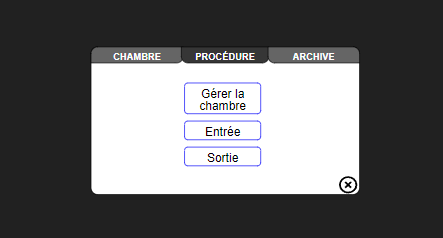 CHAMBRE PROCÉDURE ARCHIVE
Gérer la
chambre
Entrée
Sortie